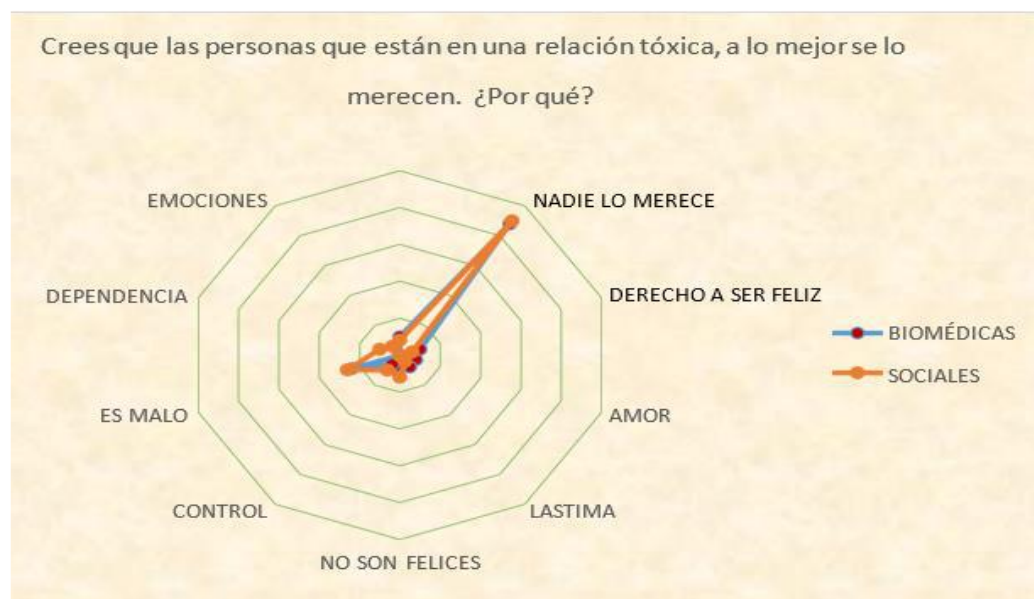 Crees que las personas que están en una relación tóxica, a lo mejor se lo
merecen. ¿Por qué?
EMOCIONES
NADIE LO MERECE
DEPENDENCIA
DERECHO A SER FELIZ
BIOMÉDICAS
SOCIALES
ES MALO
AMOR
CONTROL
LASTIMA
NO SON FELICES